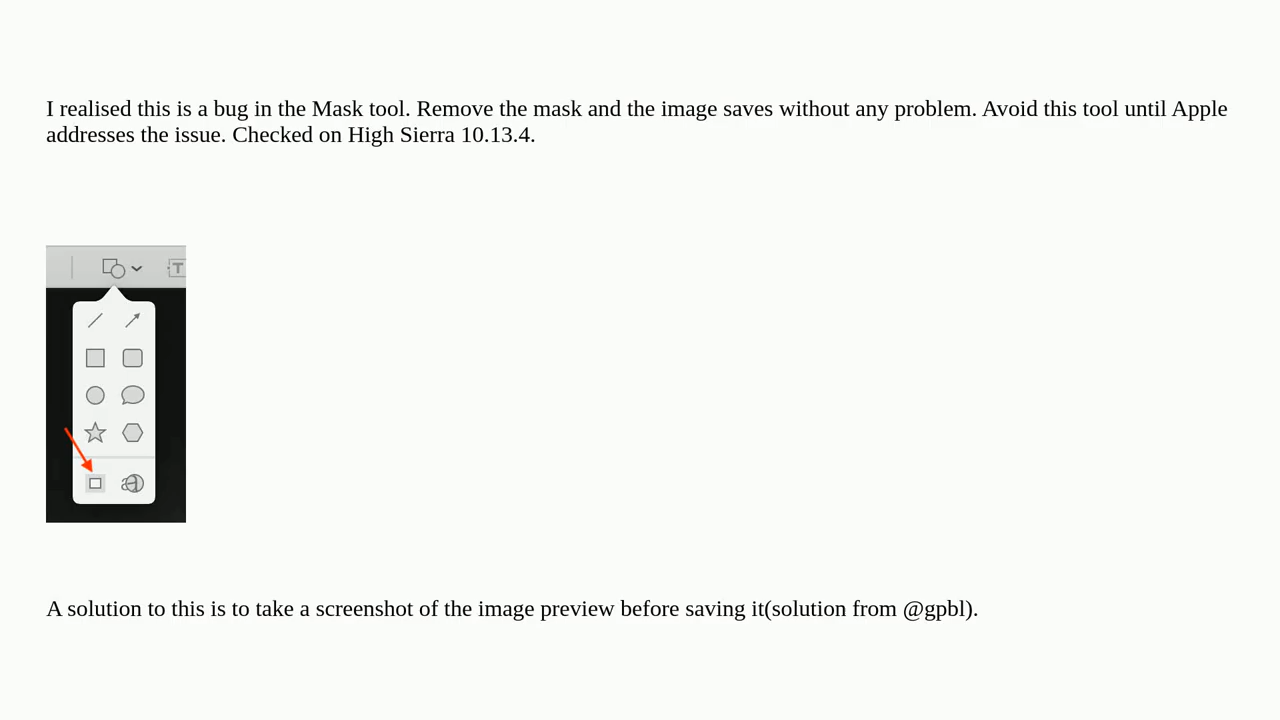 I realised this is a bug in the Mask tool. Remove the mask and the image saves without any problem. Avoid this tool until Apple
addresses the issue. Checked on High Sierra 10.13.4.
T
a
A solution to this is to take a screenshot of the image preview before saving it(solution from @gpbl).